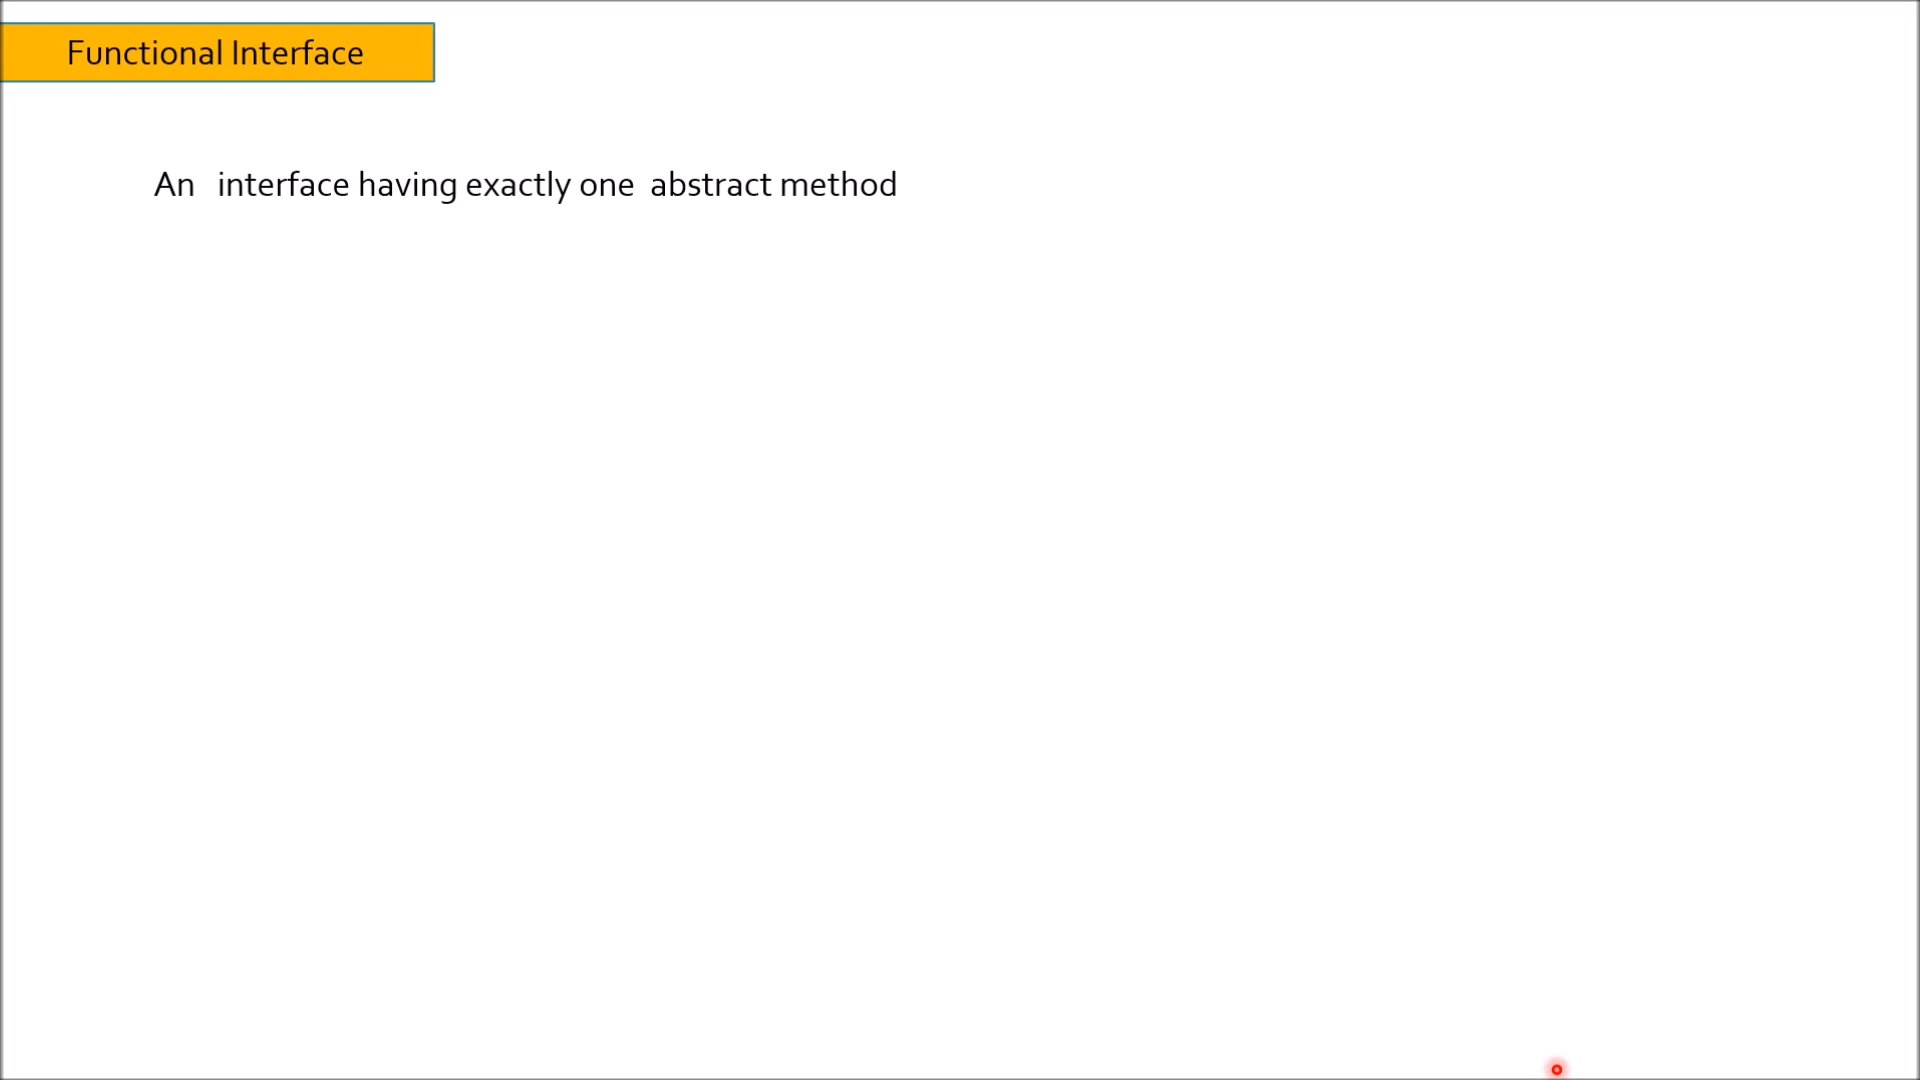 Functional Interface
An interface having exactly one abstract method